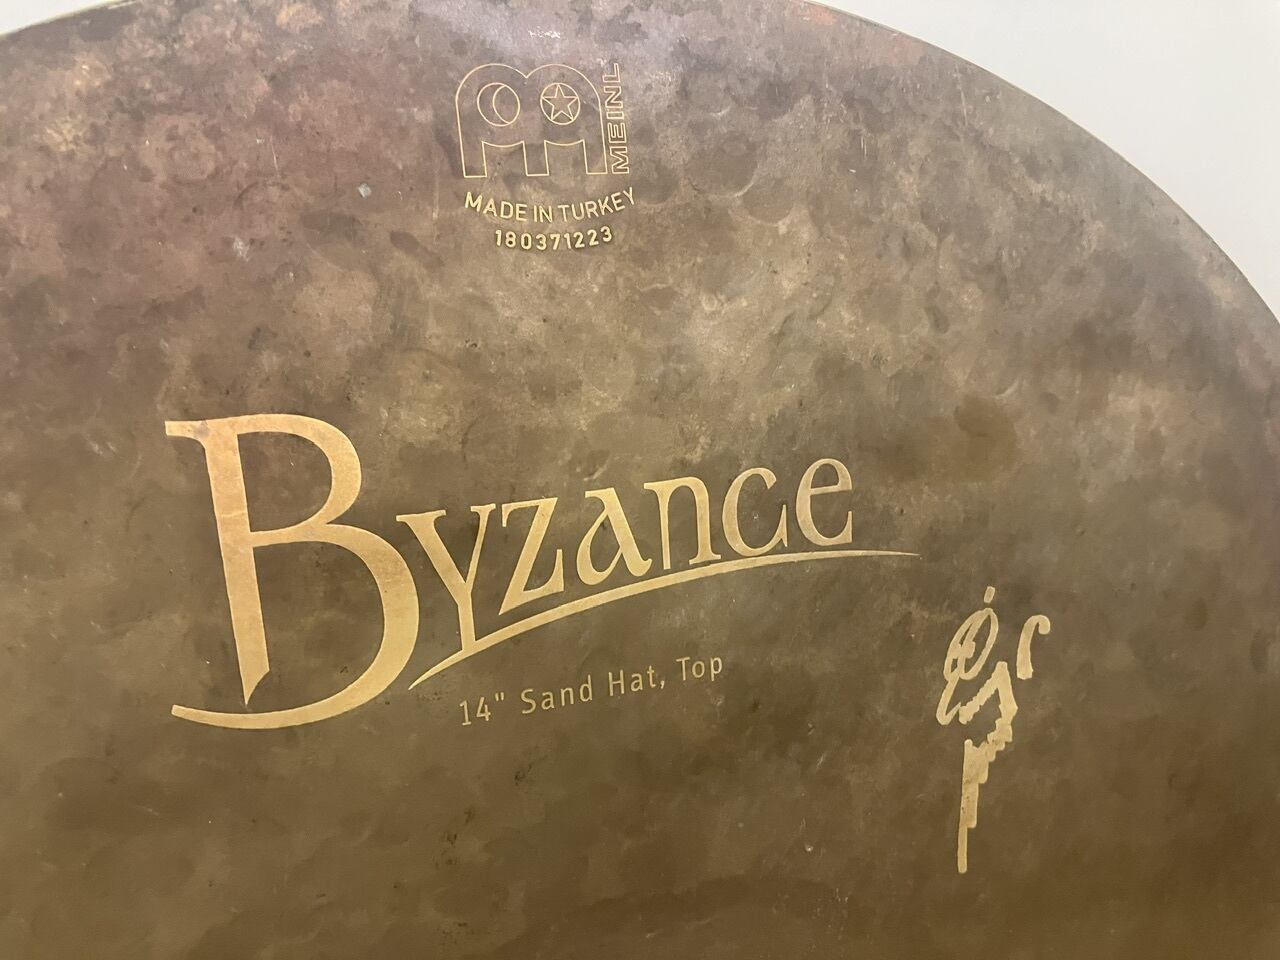 MEINL
MADE IN TURKEY
180371223
Byzance
14" Sand Hat, Top